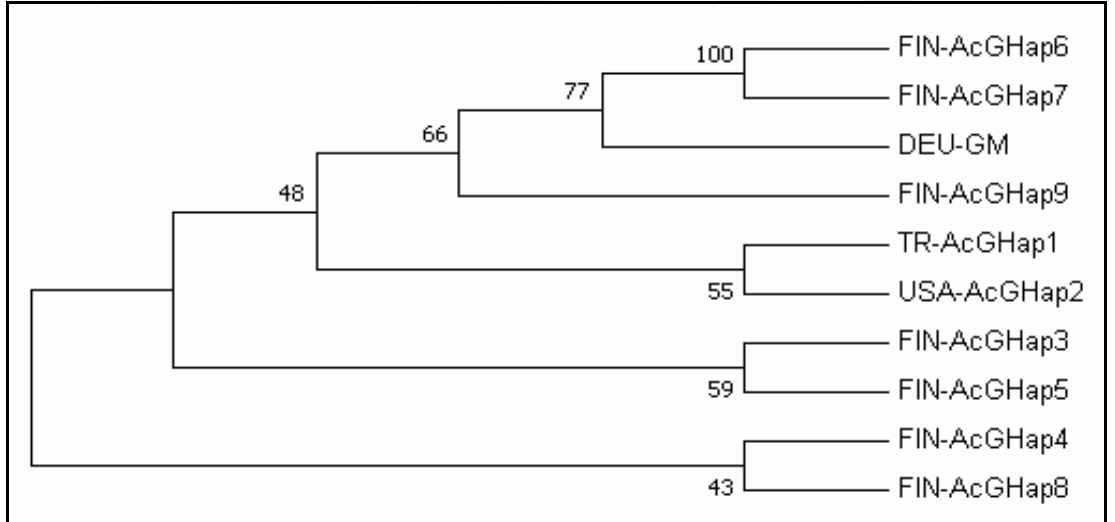 FIN-AcGHap6
100
FIN-AcGHap7
77
DEU-GM
66
FIN-AcGHap9
48
TR-AcGHap1
USA-AcGHap2
55
FIN-AcGHap3
FIN-AcGHap5
59
FIN-AcGHap4
FIN-AcGHap8
43